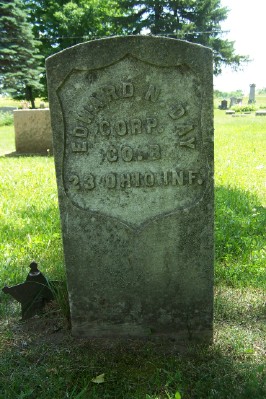 EDWARD N. DAY
CORP.
CO. B
23 OHIO INF.